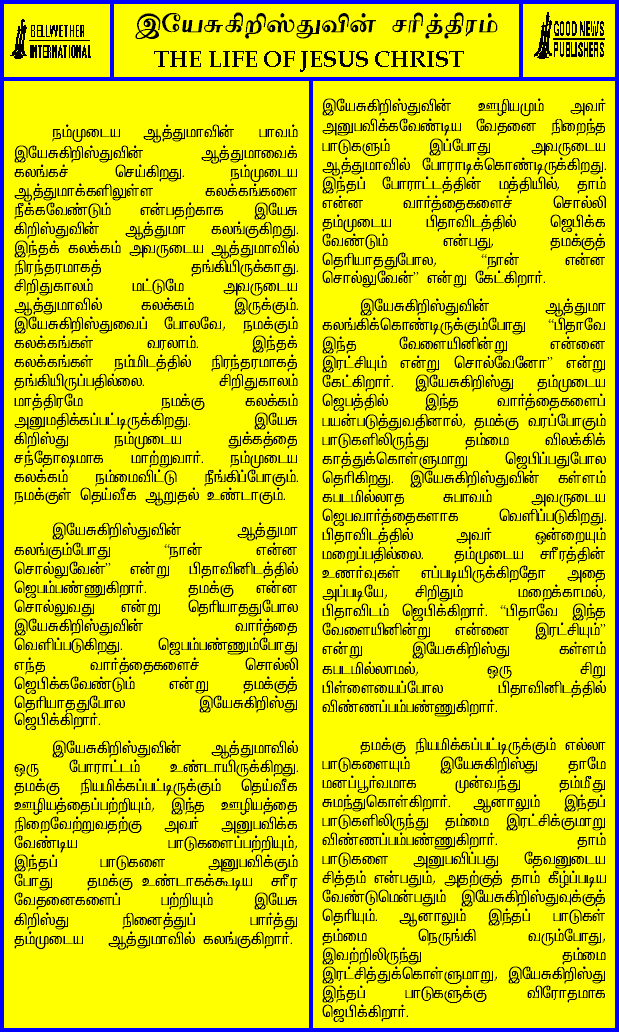 BELLWETHER
INTERNATIONAL
இயேசுகிறிஸ்துவின் சரித்திரம்
THE LIFE OF JESUS CHRIST
GOOD NEWS
PUBLISHERS
நம்முடைய ஆத்துமாவின் பாவம்
இயேசுகிறிஸ்துவின் ஆத்துமாவைக்
கலங்கச் செய்கிறது. நம்முடைய
ஆத்துமாக்களிலுள்ள கலக்கங்களை
நீக்கவேண்டும் என்பதற்காக இயேசு
கிறிஸ்துவின் ஆத்துமா கலங்குகிறது.
இந்தக் கலக்கம் அவருடைய ஆத்துமாவில்
நிரந்தரமாகத் தங்கியிருக்காது.
சிறிதுகாலம் மட்டுமே அவருடைய
ஆத்துமாவில் கலக்கம் இருக்கும்.
இயேசுகிறிஸ்துவைப் போலவே, நமக்கும்
கலக்கங்கள் வரலாம். இந்தக்
கலக்கங்கள் நம்மிடத்தில் நிரந்தரமாகத்
தங்கியிருப்பதில்லை. சிறிதுகாலம்
மாத்திரமே நமக்கு கலக்கம்
அனுமதிக்கப்பட்டிருக்கிறது. இயேசு
கிறிஸ்து நம்முடைய துக்கத்தை
சந்தோஷமாக மாற்றுவார். நம்முடைய
கலக்கம் நம்மைவிட்டு நீங்கிப்போகும்.
நமக்குள் தெய்வீக ஆறுதல் உண்டாகும்.
இயேசுகிறிஸ்துவின் ஆத்துமா
கலங்கும்போது “நான் என்ன
சொல்லுவேன்” என்று பிதாவினிடத்தில்
ஜெபம்பண்ணுகிறார். தமக்கு என்ன
சொல்லுவது என்று தெரியாததுபோல
இயேசுகிறிஸ்துவின் வார்த்தை
வெளிப்படுகிறது. ஜெபம்பண்ணும்போது
எந்த வார்த்தைகளைச் சொல்லி
ஜெபிக்கவேண்டும் என்று தமக்குத்
தெரியாததுபோல இயேசுகிறிஸ்து
ஜெபிக்கிறார்.
இயேசுகிறிஸ்துவின் ஆத்துமாவில்
ஒரு போராட்டம் உண்டாயிருக்கிறது.
தமக்கு நியமிக்கப்பட்டிருக்கும் தெய்வீக
ஊழியத்தைப்பற்றியும், இந்த ஊழியத்தை
நிறைவேற்றுவதற்கு அவர் அனுபவிக்க
வேண்டிய பாடுகளைப்பற்றியும்,
இந்தப் பாடுகளை அனுபவிக்கும்
போது தமக்கு உண்டாகக்கூடிய சரீர
வேதனைகளைப் பற்றியும் இயேசு
கிறிஸ்து நினைத்துப் பார்த்து
தம்முடைய ஆத்துமாவில் கலங்குகிறார்.
இயேசுகிறிஸ்துவின் ஊழியமும் அவர்
அனுபவிக்கவேண்டிய வேதனை நிறைந்த
பாடுகளும் இப்போது அவருடைய
ஆத்துமாவில் போராடிக்கொண்டிருக்கிறது.
இந்தப் போராட்டத்தின் மத்தியில், தாம்
என்ன வார்த்தைகளைச் சொல்லி
தம்முடைய பிதாவிடத்தில் ஜெபிக்க
வேண்டும் என்பது, தமக்குத்
தெரியாததுபோல, “நான் என்ன
சொல்லுவேன்” என்று கேட்கிறார்.
இயேசுகிறிஸ்துவின் ஆத்துமா
கலங்கிக்கொண்டிருக்கும்போது “பிதாவே
இந்த வேளையினின்று என்னை
இரட்சியும் என்று சொல்வேனோ” என்று
கேட்கிறார். இயேசுகிறிஸ்து தம்முடைய
ஜெபத்தில் இந்த வார்த்தைகளைப்
பயன்படுத்துவதினால், தமக்கு வரப்போகும்
பாடுகளிலிருந்து தம்மை விலக்கிக்
காத்துக்கொள்ளுமாறு ஜெபிப்பதுபோல
தெரிகிறது. இயேசுகிறிஸ்துவின் கள்ளம்
கபடமில்லாத சுபாவம் அவருடைய
ஜெபவார்த்தைகளாக வெளிப்படுகிறது.
பிதாவிடத்தில் அவர் ஒன்றையும்
மறைப்பதில்லை. தம்முடைய சரீரத்தின்
உணர்வுகள் எப்படியிருக்கிறதோ அதை
அப்படியே, சிறிதும் மறைக்காமல்,
பிதாவிடம் ஜெபிக்கிறார். “பிதாவே இந்த
வேளையினின்று என்னை இரட்சியும்”
என்று இயேசுகிறிஸ்து கள்ளம்
கபடமில்லாமல், ஒரு சிறு
பிள்ளையைப்போல பிதாவினிடத்தில்
விண்ணப்பம்பண்ணுகிறார்.
தமக்கு நியமிக்கப்பட்டிருக்கும் எல்லா
பாடுகளையும் இயேசுகிறிஸ்து தாமே
மனப்பூர்வமாக முன்வந்து தம்மீது
சுமந்துகொள்கிறார். ஆனாலும் இந்தப்
பாடுகளிலிருந்து தம்மை இரட்சிக்குமாறு
விண்ணப்பம்பண்ணுகிறார். தாம்
பாடுகளை அனுபவிப்பது தேவனுடைய
சித்தம் என்பதும், அதற்குத் தாம் கீழ்ப்படிய
வேண்டுமென்பதும் இயேசுகிறிஸ்துவுக்குத்
தெரியும். ஆனாலும் இந்தப் பாடுகள்
தம்மை நெருங்கி வரும்போது,
இவற்றிலிருந்து தம்மை
இரட்சித்துக்கொள்ளுமாறு, இயேசுகிறிஸ்து
இந்தப் பாடுகளுக்கு விரோதமாக
ஜெபிக்கிறார்.